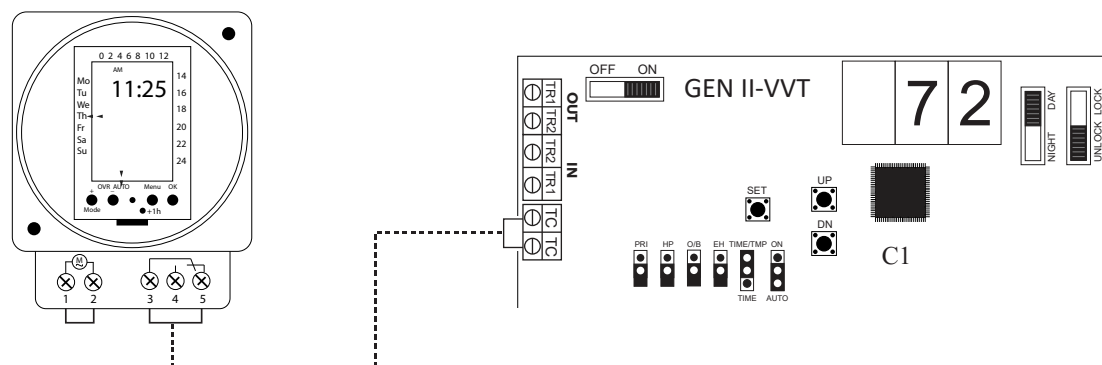 0 2 4 6 8 10 12
AM
11:25
Mo
Tu
We
Th
Fr
Sa
Su
14
16
18
20
22
24
OVR AUTO Menu OK
+ −
Mode
+1h
M
1 2 3 4 5
OFF ON
GEN II-VVT
72
TR1
TR2
OUT
TR2
TR1
IN
TC
TC
DAY
NIGHT
LOCK
UNLOCK
SET
UP
DN
C1
PRI HP O/B EH TIME/TMP ON
TIME AUTO